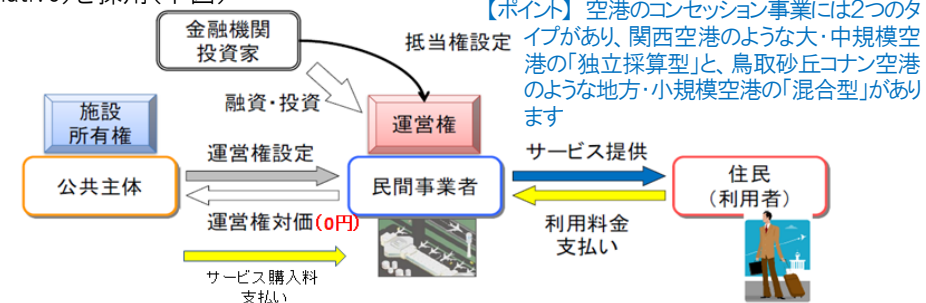 ative)を採用(下図)
【ポイント】 空港のコンセッション事業には2つのタ
イプがあり、関西空港のような大・中規模空
港の「独立採算型」と、鳥取砂丘コナン空港
のような地方・小規模空港の「混合型」があり
ます
金融機関
投資家
抵当権設定
融資・投資
施設
所有権
運営権
公共主体
運営権設定
民間事業者
サービス提供
住民
(利用者)
運営権対価(0円)
利用料金
支払い
サービス購入料
支払い